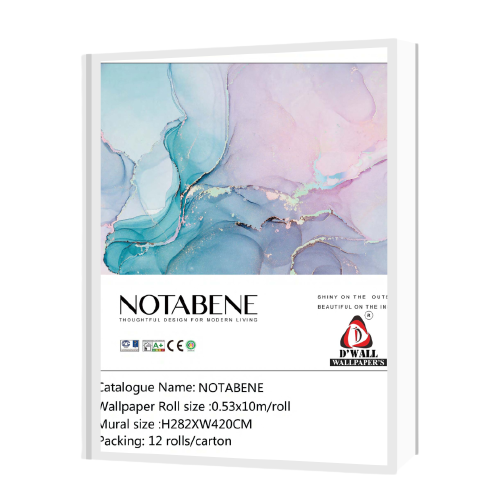 NOTABENE
THOUGHTFUL DESIGN FOR MODERN LIVING
SHINY ON THE OUT
BEAUTIFUL ON THE IN
A+
CE
®
D
D'WALL
WALLPAPER'S
Catalogue Name: NOTABENE
Wallpaper Roll size :0.53x10m/roll
Mural size :H282XW420CM
Packing: 12 rolls/carton